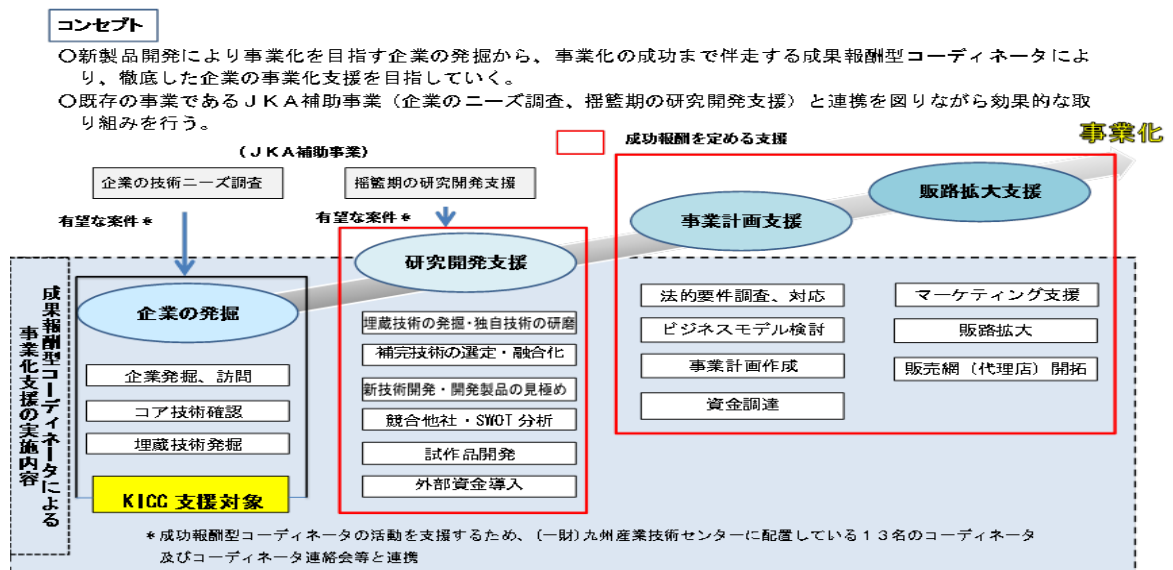 コンセプト
○新製品開発により事業化を目指す企業の発掘から、事業化の成功まで伴走する成果報酬型コーディネータによ
り、徹底した企業の事業化支援を目指していく。
○既存の事業であるＪＫＡ補助事業（企業のニーズ調査、揺籃期の研究開発支援）と連携を図りながら効果的な取
り組みを行う。
（ＪＫＡ補助事業）
成功報酬を定める支援
事業化
企業の技術ニーズ調査
揺籃期の研究開発支援
有望な案件＊
有望な案件＊
販路拡大支援
事業計画支援
研究開発支援
企業の発掘
成果報酬型コーディネータによる
事業化支援の実施内容
企業発掘、訪問
コア技術確認
埋蔵技術発掘
KICC 支援対象
埋蔵技術の発掘・独自技術の研磨
補完技術の選定・融合化
新技術開発・開発製品の見極め
競合他社・SWOT 分析
試作品開発
外部資金導入
法的要件調査、対応
ビジネスモデル検討
事業計画作成
資金調達
マーケティング支援
販路拡大
販売網（代理店）開拓
＊成功報酬型コーディネータの活動を支援するため、(一財)九州産業技術センターに配置している１３名のコーディネータ
及びコーディネータ連絡会等と連携